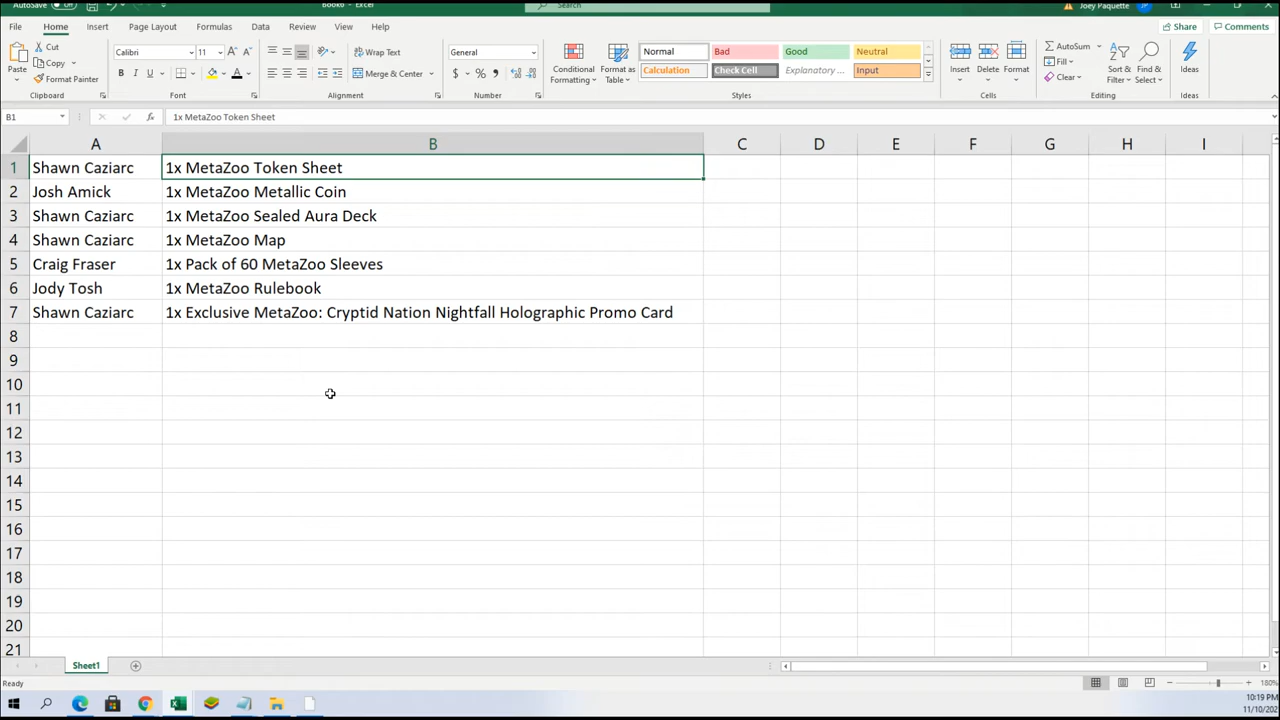 AutoSave Off Book6 - Excel Search Joey Paquette JP
File Home Insert Page Layout Formulas Data Review View Help Share Comments
Paste Cut Copy Format Painter Clipboard
Calibri 11 B I U Font
Wrap Text Merge & Center Alignment
General $ % Number
Conditional Formatting Format as Table
Normal Bad Good Neutral
Calculation Check Cell Explanatory ... Input
Styles
Insert Delete Format Cells
AutoSum Fill Clear Sort & Filter Find & Select Editing
Ideas Ideas
B1 fx 1x MetaZoo Token Sheet
A B C D E F G H I
1 Shawn Caziarc 1x MetaZoo Token Sheet
2 Josh Amick 1x MetaZoo Metallic Coin
3 Shawn Caziarc 1x MetaZoo Sealed Aura Deck
4 Shawn Caziarc 1x MetaZoo Map
5 Craig Fraser 1x Pack of 60 MetaZoo Sleeves
6 Jody Tosh 1x MetaZoo Rulebook
7 Shawn Caziarc 1x Exclusive MetaZoo: Cryptid Nation Nightfall Holographic Promo Card
8
9
10
11
12
13
14
15
16
17
18
19
20
21
Sheet1
Ready 180%
10:19 PM
11/10/202